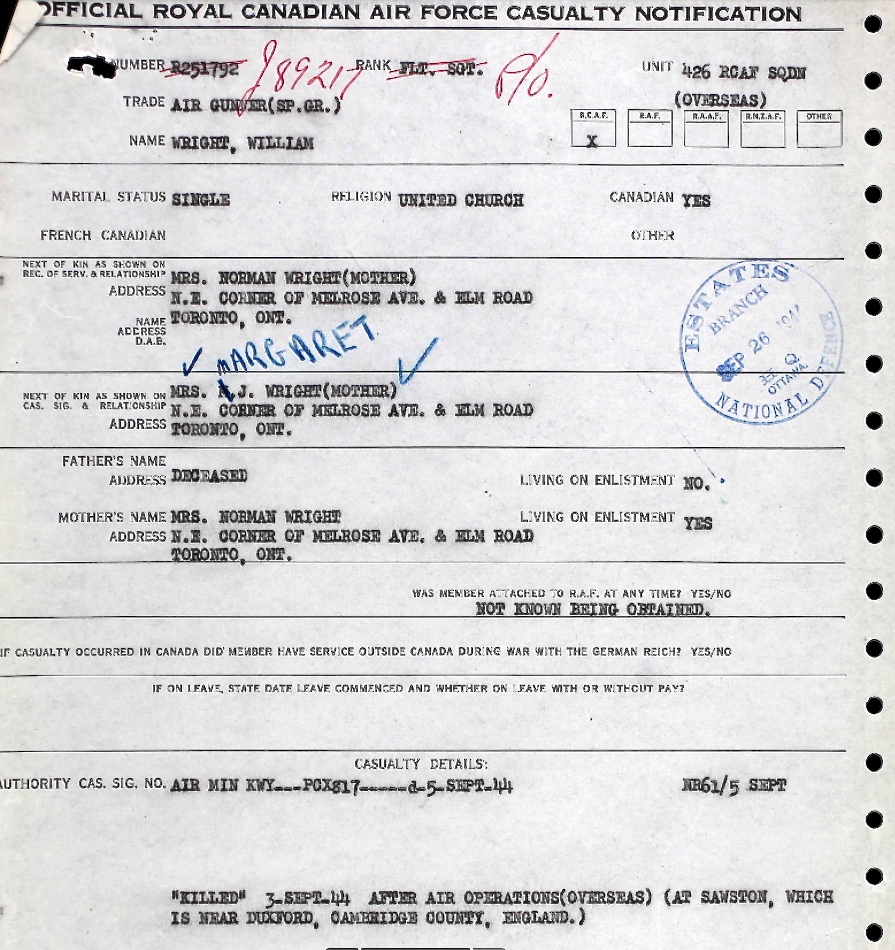 OFFICIAL ROYAL CANADIAN AIR FORCE CASUALTY NOTIFICATION
NUMBER R251792 J89217 RANK FLT. SGT. P/O. UNIT 426 RCAF SQDN
(OVERSEAS)
TRADE AIR GUNNER(SP.GR.)
R.C.A.F. R.A.F. R.A.A.F. R.N.Z.A.F. OTHER
NAME WRIGHT, WILLIAM X
MARITAL STATUS SINGLE RELIGION UNITED CHURCH CANADIAN YES
FRENCH CANADIAN OTHER
NEXT OF KIN AS SHOWN ON
REC. OF SERV. & RELATIONSHIP MRS. NORMAN WRIGHT(MOTHER)
ADDRESS N.E. CORNER OF MELROSE AVE. & ELM ROAD
TORONTO, ONT.
NAME
ADDRESS
D.A.B.
ESTATES
BRANCH
SEP 26 1944
OTTAWA.
NATIONAL DEFENCE
MARGARET
NEXT OF KIN AS SHOWN ON
CAS. SIG. & RELATIONSHIP MRS. J. WRIGHT(MOTHER)
ADDRESS N.E. CORNER OF MELROSE AVE. & ELM ROAD
TORONTO, ONT.
FATHER'S NAME
ADDRESS DECEASED LIVING ON ENLISTMENT NO.
MOTHER'S NAME MRS. NORMAN WRIGHT LIVING ON ENLISTMENT YES
ADDRESS N.E. CORNER OF MELROSE AVE. & ELM ROAD
TORONTO, ONT.
WAS MEMBER ATTACHED TO R.A.F. AT ANY TIME? YES/NO
NOT KNOWN BEING OBTAINED.
IF CASUALTY OCCURRED IN CANADA DID MEMBER HAVE SERVICE OUTSIDE CANADA DURING WAR WITH THE GERMAN REICH? YES/NO
IF ON LEAVE, STATE DATE LEAVE COMMENCED AND WHETHER ON LEAVE WITH OR WITHOUT PAY?
CASUALTY DETAILS:
AUTHORITY CAS. SIG. NO. AIR MIN KWY---PCX817-----d-5-SEPT-44 NR61/5 SEPT
"KILLED" 3-SEPT-44 AFTER AIR OPERATIONS(OVERSEAS) (AT SAWSTON, WHICH
IS NEAR DUXFORD, CAMBRIDGE COUNTY, ENGLAND.)